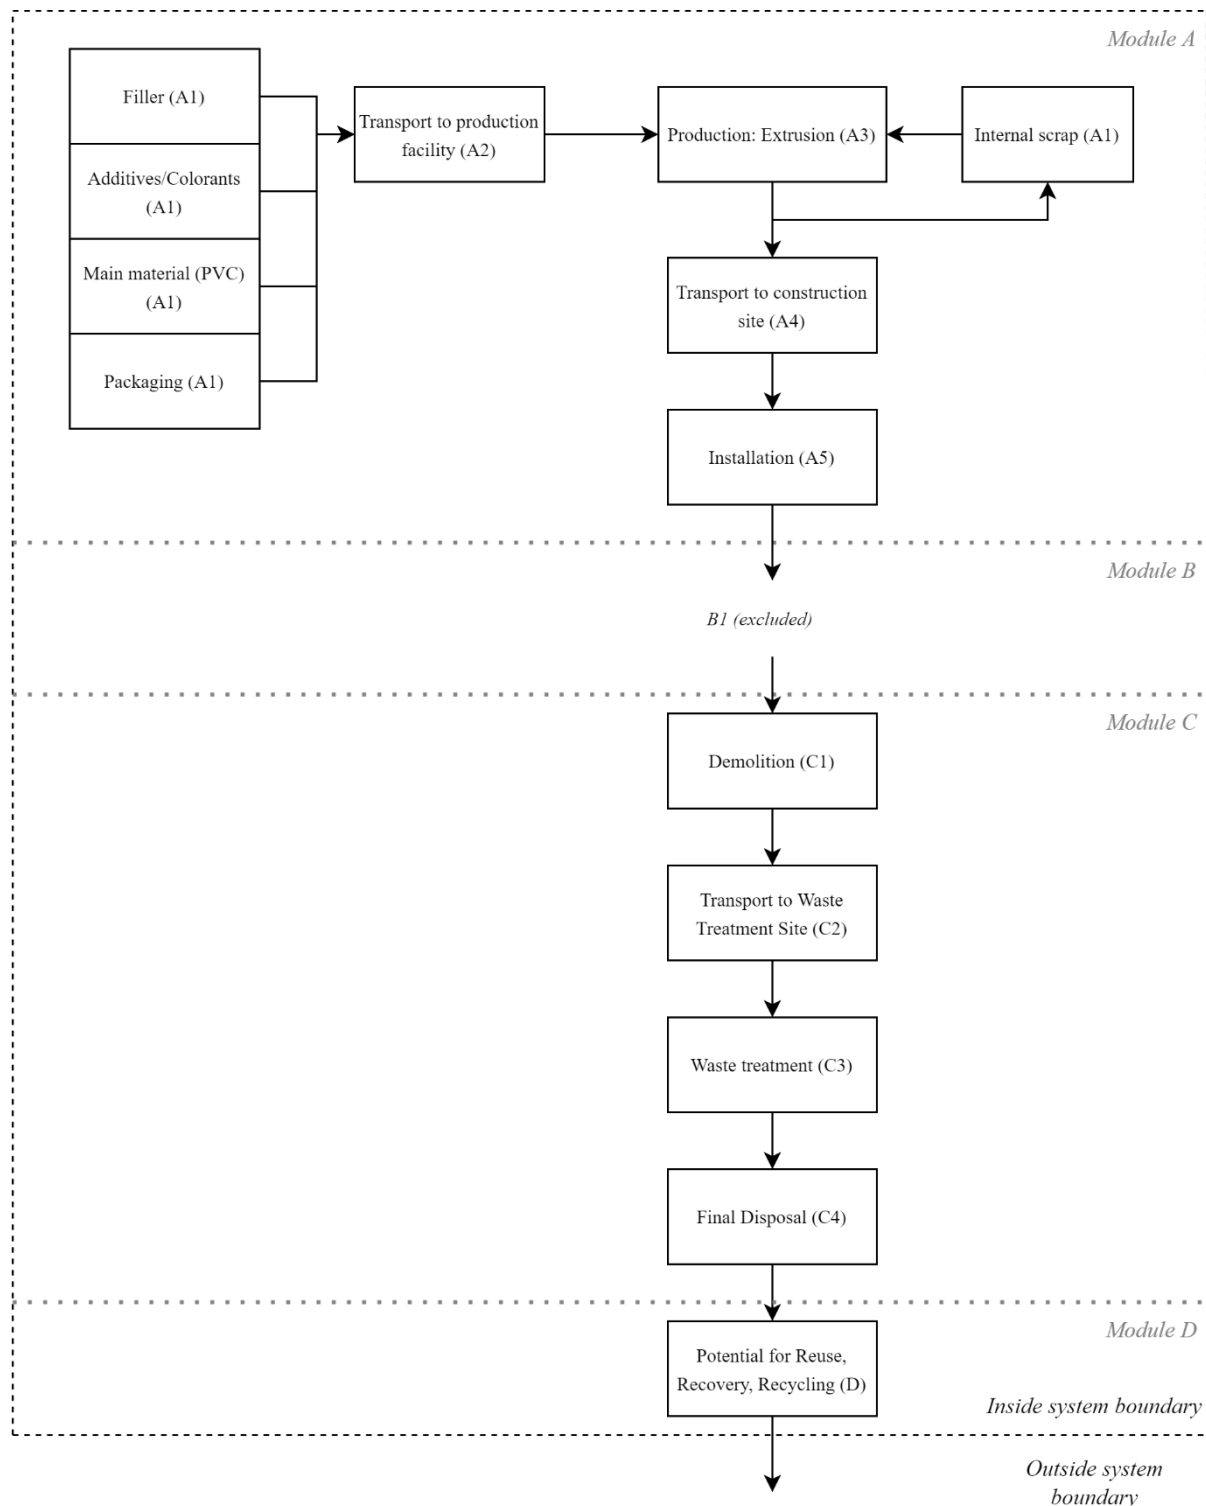 Module A
Filler (A1)
Additives/Colorants
(A1)
Main material (PVC)
(A1)
Packaging (A1)
Transport to production
facility (A2)
Production: Extrusion (A3)
Internal scrap (A1)
Transport to construction
site (A4)
Installation (A5)
Module B
B1 (excluded)
Module C
Demolition (C1)
Transport to Waste
Treatment Site (C2)
Waste treatment (C3)
Final Disposal (C4)
Module D
Potential for Reuse,
Recovery, Recycling (D)
Inside system boundary
Outside system
boundary